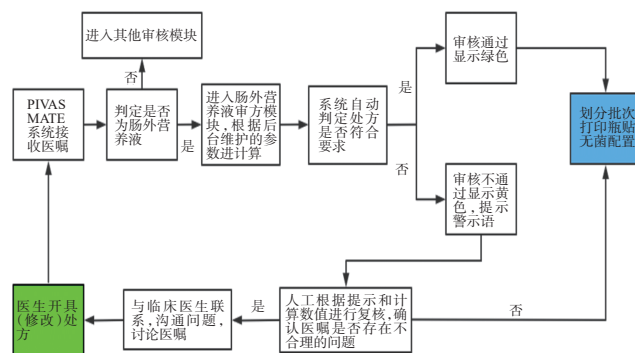 进入其他审核模块
否
PIVAS
MATE
系统接
收医嘱
判定是否
为肠外营
养液
是
进入肠外营
养液审方模
块，根据后
台维护的参
数进计算
系统自动
判定处方
是否符合
要求
是
否
审核通过
显示绿色
划分批次
打印瓶贴
无菌配置
审核不通
过显示黄
色，提示
警示语
医生开具
(修改)处
方
与临床医生联
系，沟通问题，
讨论医嘱
是
人工根据提示和计
算数值进行复核，确
认医嘱是否存在不
合理的问题
否